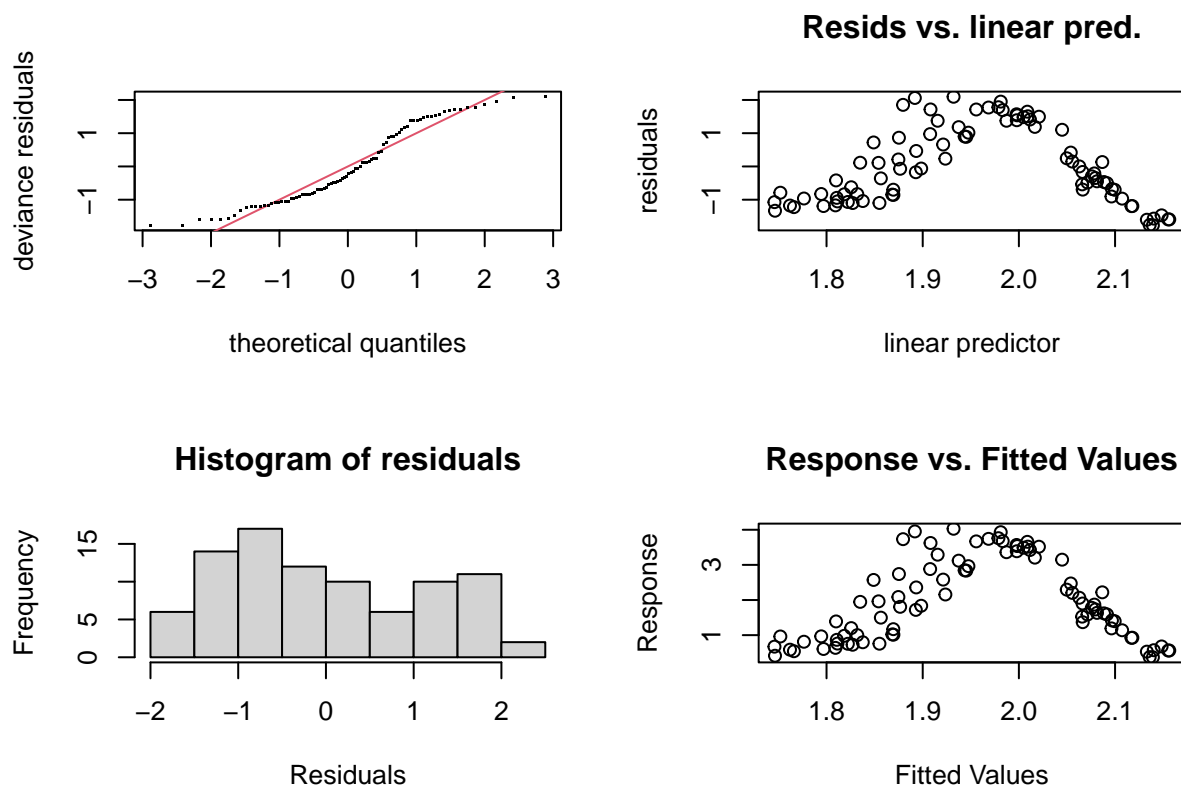 deviance residuals
1
−1
−3 −2 −1 0 1 2 3
theoretical quantiles
Resids vs. linear pred.
residuals
1
−1
1.8 1.9 2.0 2.1
linear predictor
Histogram of residuals
Frequency
15
5
0
−2 −1 0 1 2
Residuals
Response vs. Fitted Values
Response
3
1
1.8 1.9 2.0 2.1
Fitted Values